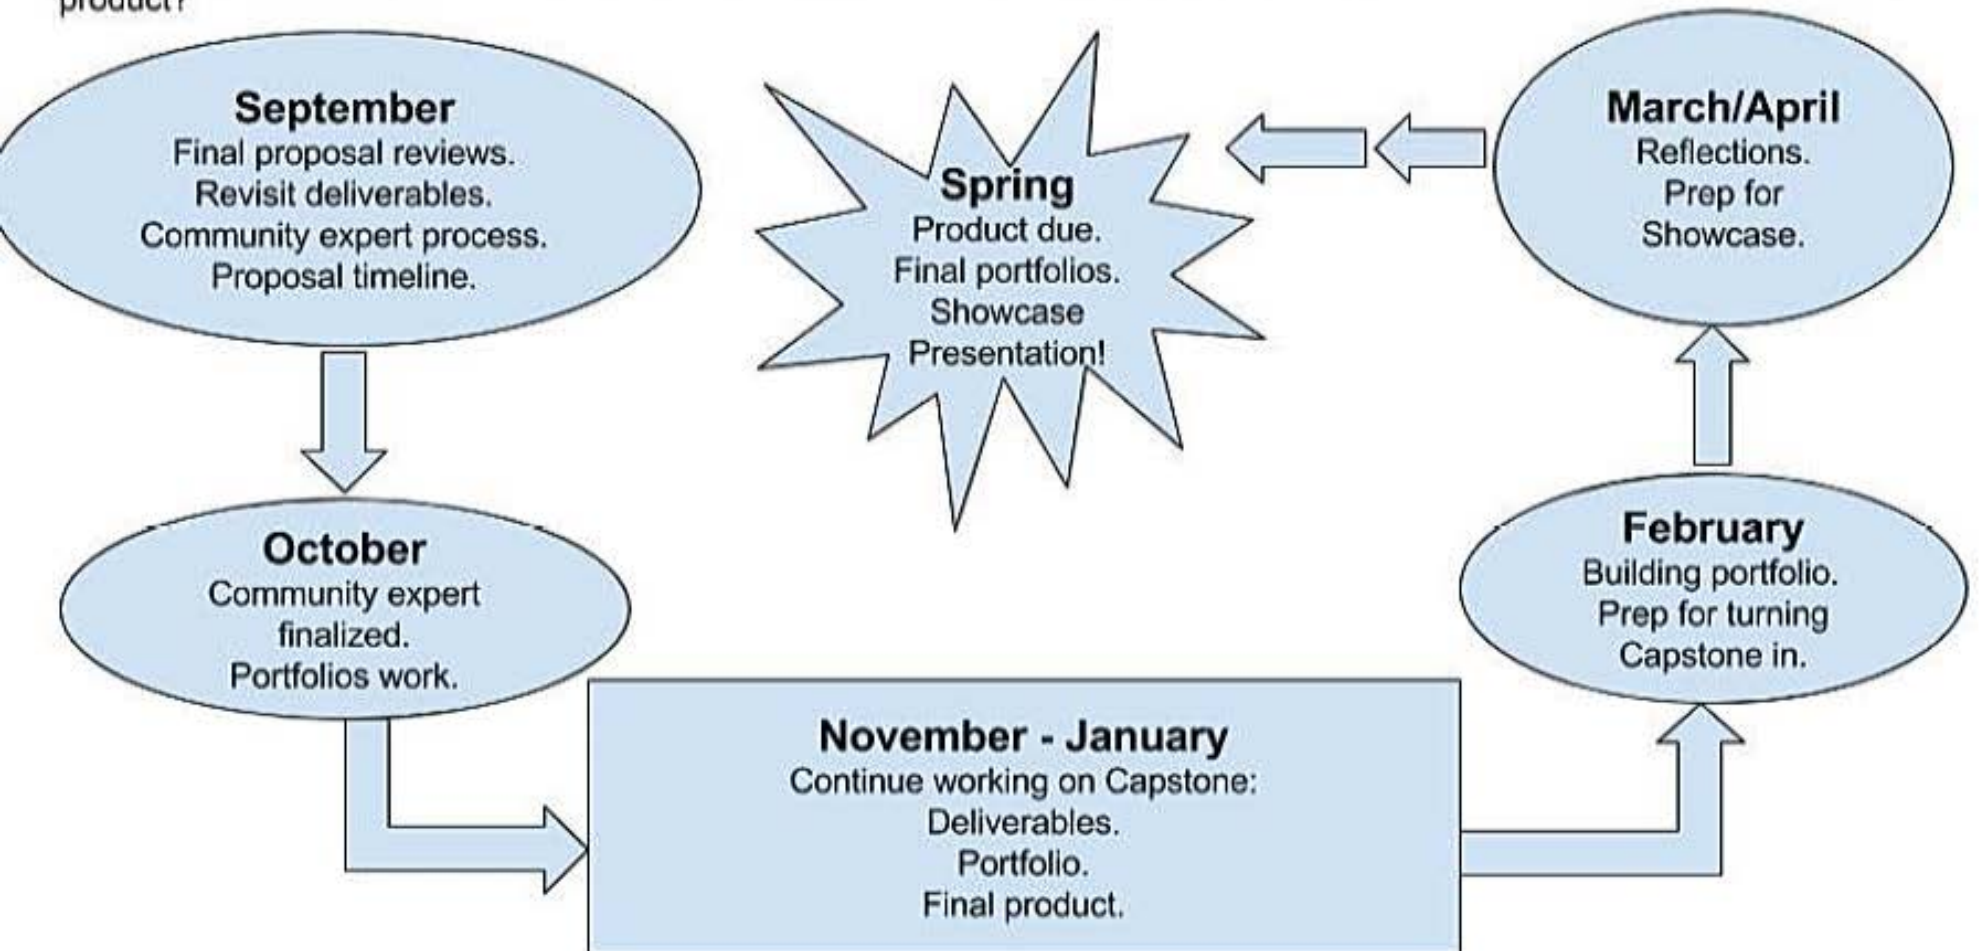 product?
September
Final proposal reviews.
Revisit deliverables.
Community expert process.
Proposal timeline.
October
Community expert
finalized.
Portfolios work.
November - January
Continue working on Capstone:
Deliverables.
Portfolio.
Final product.
February
Building portfolio.
Prep for turning
Capstone in.
March/April
Reflections.
Prep for
Showcase.
Spring
Product due.
Final portfolios.
Showcase
Presentation!